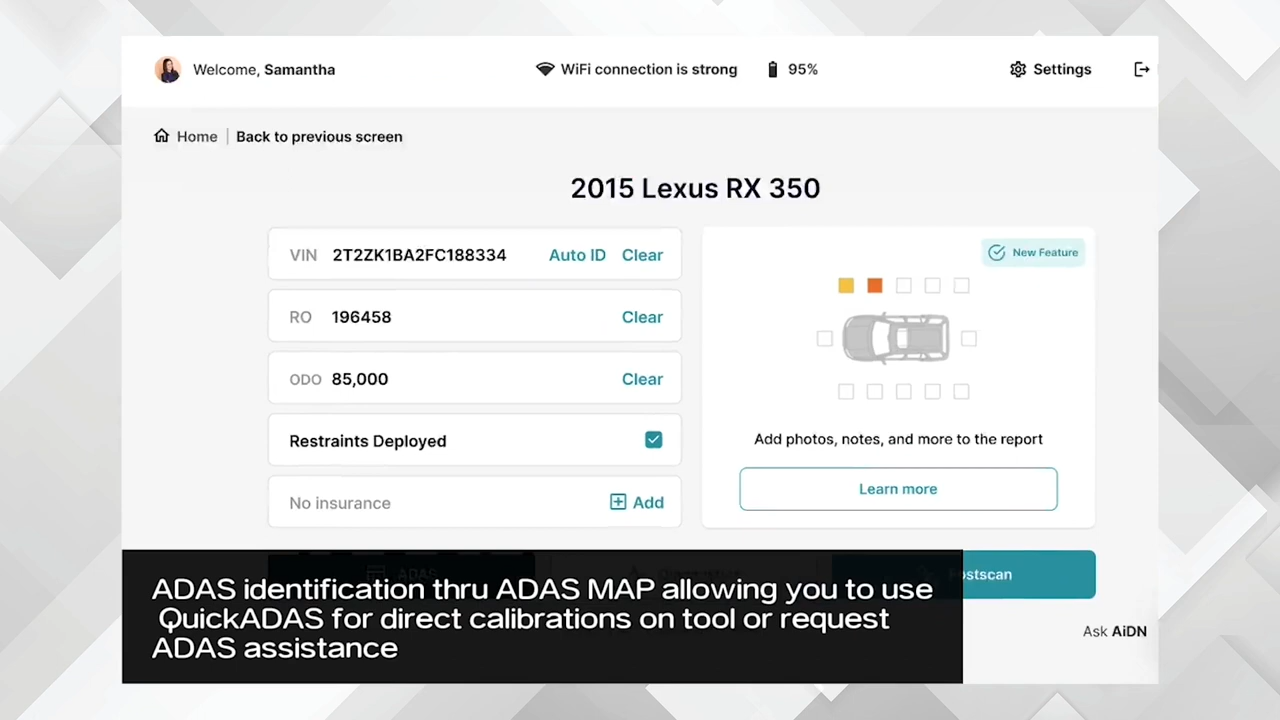 Welcome, Samantha
WiFi connection is strong
95%
Settings
Home | Back to previous screen
2015 Lexus RX 350
VIN 2T2ZK1BA2FC188334 Auto ID Clear
New Feature
RO 196458 Clear
ODO 85,000 Clear
Restraints Deployed
Add photos, notes, and more to the report
No insurance Add
Learn more
ADAS
ADAS identification thru ADAS MAP allowing you to use
QuickADAS for direct calibrations on tool or request
ADAS assistance
Ask AiDN